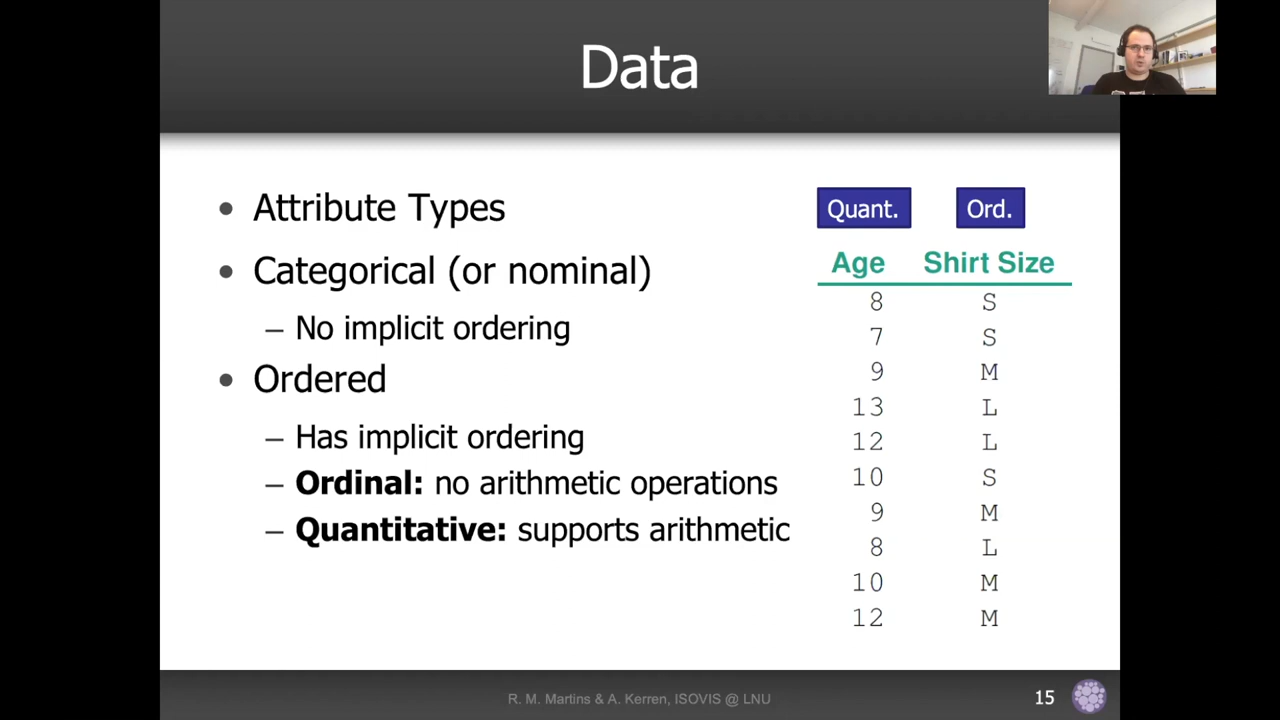 Data
• Attribute Types
• Categorical (or nominal)
– No implicit ordering
• Ordered
– Has implicit ordering
– Ordinal: no arithmetic operations
– Quantitative: supports arithmetic
Quant. Ord.
Age Shirt Size
8 S
7 S
9 M
13 L
12 L
10 S
9 M
8 L
10 M
12 M
R. M. Martins & A. Kerren, ISOVIS @ LNU
15